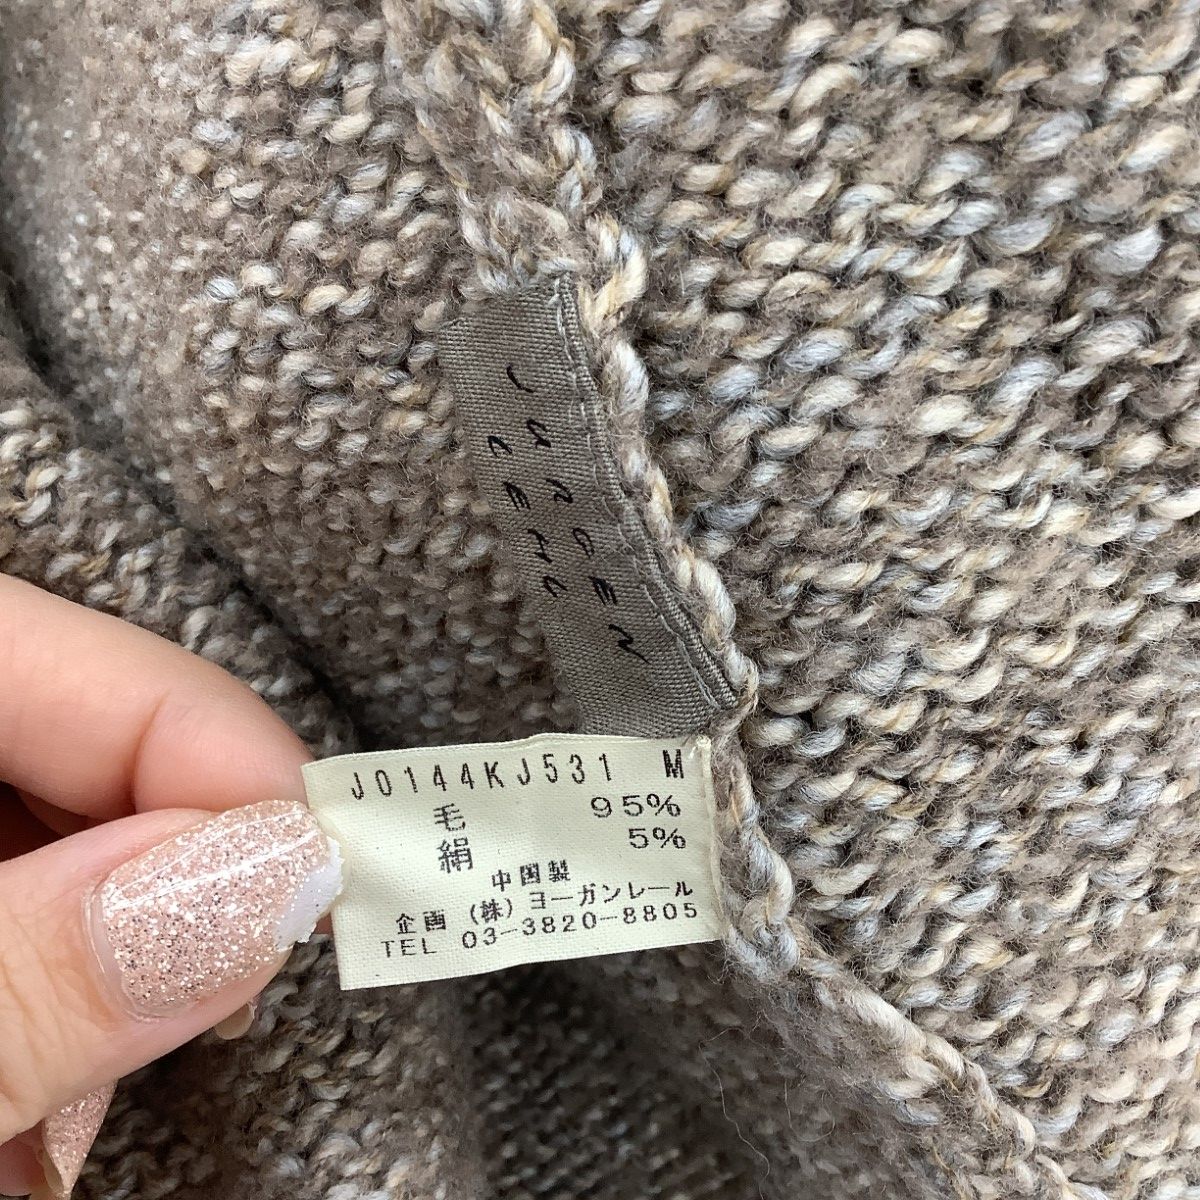 JURGEN
LEHL
J0144KJ531 M
毛 95%
絹 5%
中国製
企画 (株) ヨーガンレール
TEL 03-3820-8805